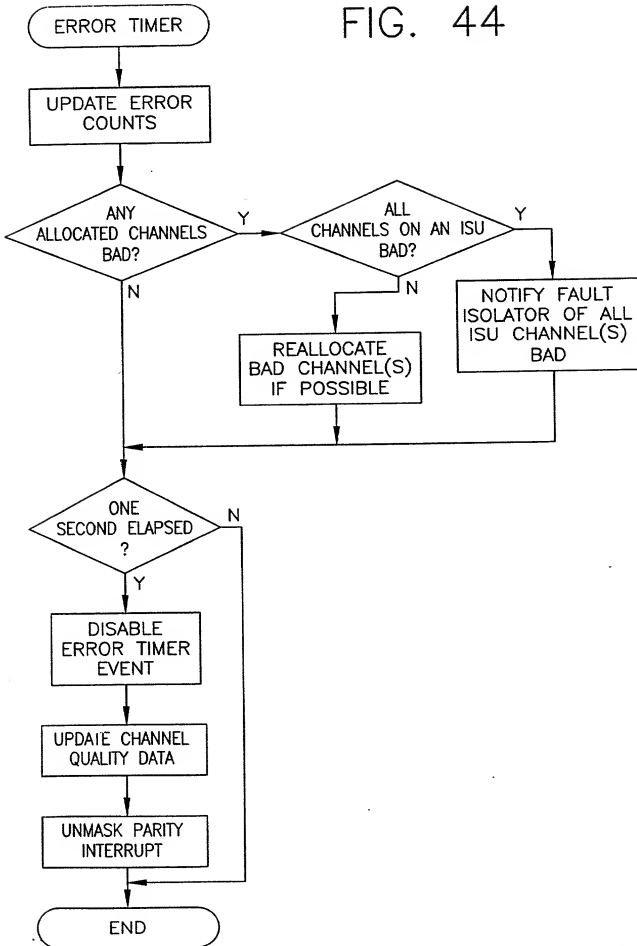 FIG. 44
ERROR TIMER
UPDATE ERROR
COUNTS
ANY
ALLOCATED CHANNELS
BAD?
Y
N
ALL
CHANNELS ON AN ISU
BAD?
Y
N
NOTIFY FAULT
ISOLATOR OF ALL
ISU CHANNEL(S)
BAD
REALLOCATE
BAD CHANNEL(S)
IF POSSIBLE
ONE
SECOND ELAPSED
?
N
Y
DISABLE
ERROR TIMER
EVENT
UPDATE CHANNEL
QUALITY DATA
UNMASK PARITY
INTERRUPT
END